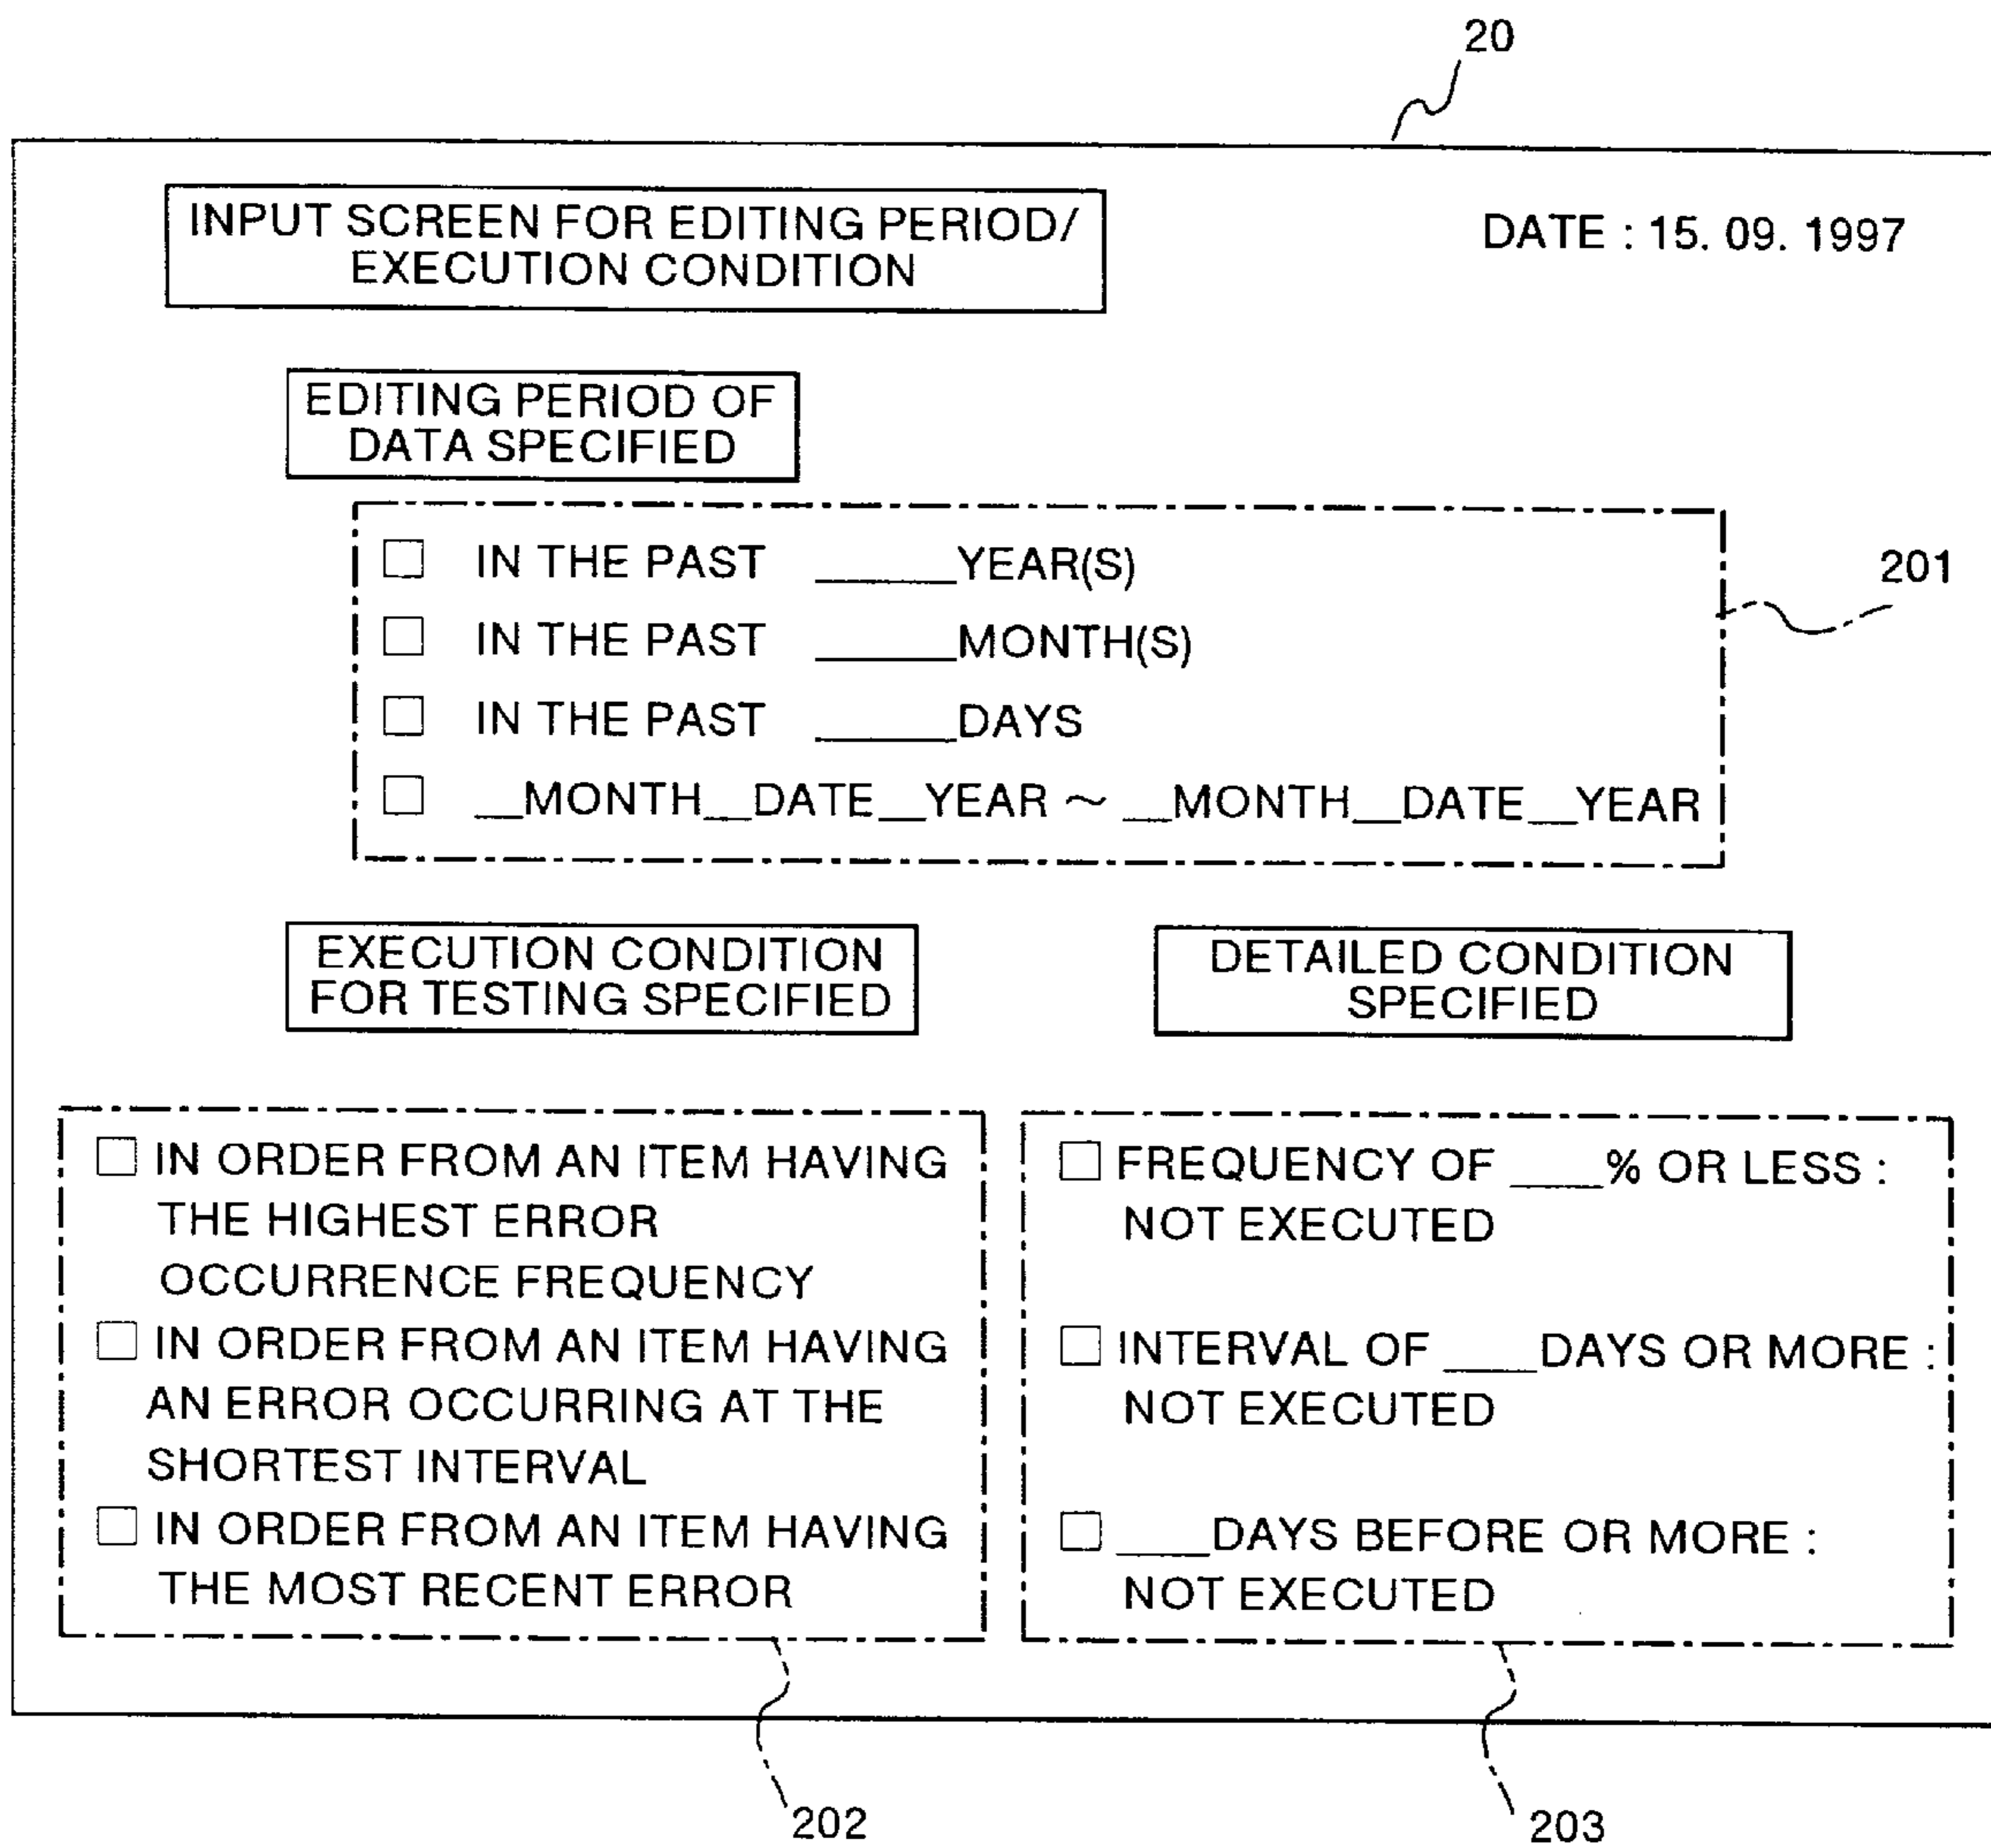 20
INPUT SCREEN FOR EDITING PERIOD/
EXECUTION CONDITION
DATE : 15. 09. 1997
EDITING PERIOD OF
DATA SPECIFIED
☐ IN THE PAST ______YEAR(S)
☐ IN THE PAST ______MONTH(S)
☐ IN THE PAST ______DAYS
☐ __MONTH__DATE__YEAR ~ __MONTH__DATE__YEAR
201
EXECUTION CONDITION
FOR TESTING SPECIFIED
☐ IN ORDER FROM AN ITEM HAVING
THE HIGHEST ERROR
OCCURRENCE FREQUENCY
☐ IN ORDER FROM AN ITEM HAVING
AN ERROR OCCURRING AT THE
SHORTEST INTERVAL
☐ IN ORDER FROM AN ITEM HAVING
THE MOST RECENT ERROR
202
DETAILED CONDITION
SPECIFIED
☐ FREQUENCY OF ____% OR LESS :
NOT EXECUTED
☐ INTERVAL OF ____DAYS OR MORE :
NOT EXECUTED
☐ ____DAYS BEFORE OR MORE :
NOT EXECUTED
203